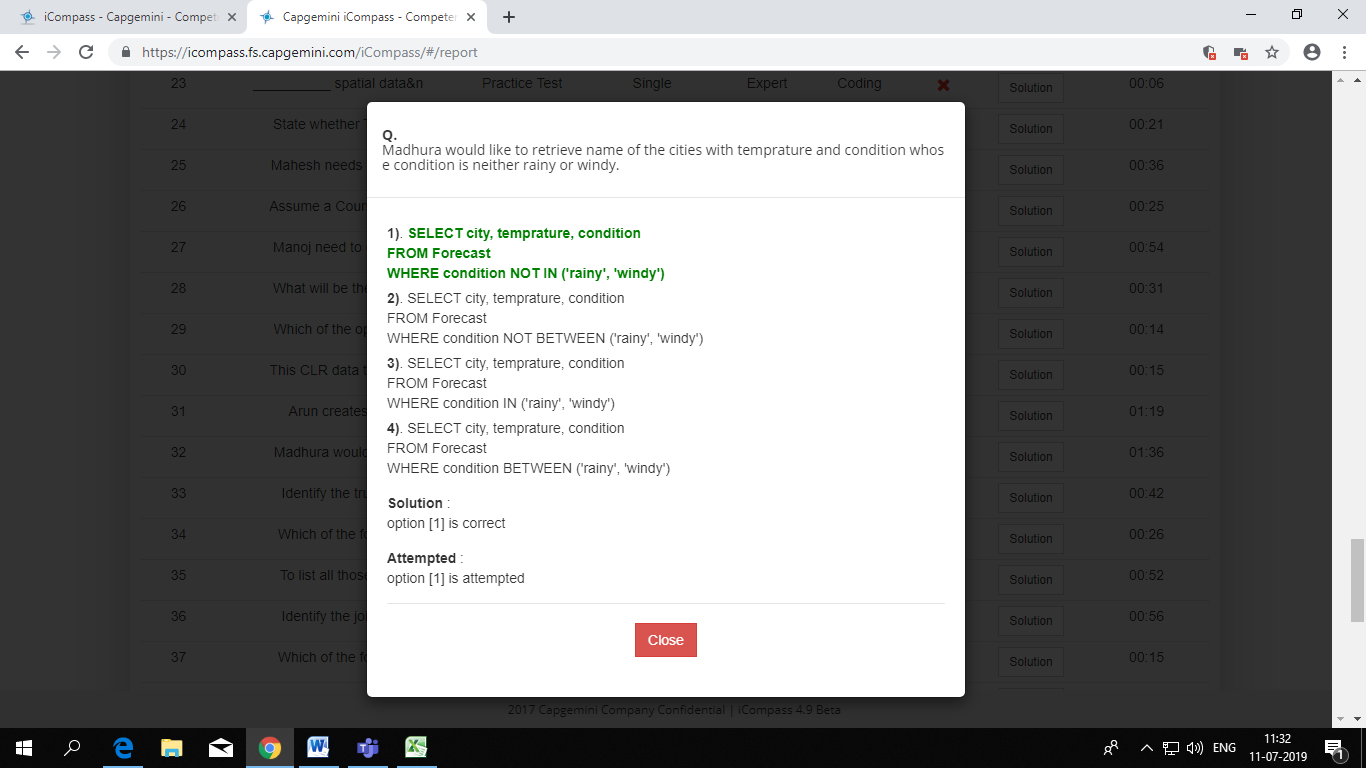 iCompass - Capgemini - Compet
Capgemini iCompass - Competen
https://icompass.fs.capgemini.com/iCompass/#/report
23 __________ spatial data&n Practice Test Single Expert Coding Solution 00:06
24 State whether Solution 00:21
25 Mahesh needs Solution 00:36
26 Assume a Cour Solution 00:25
27 Manoj need to Solution 00:54
28 What will be the Solution 00:31
29 Which of the op Solution 00:14
30 This CLR data Solution 00:15
31 Arun creates Solution 01:19
32 Madhura would Solution 01:36
33 Identify the tru Solution 00:42
34 Which of the fo Solution 00:26
35 To list all those Solution 00:52
36 Identify the joi Solution 00:56
37 Which of the fo Solution 00:15
Q.
Madhura would like to retrieve name of the cities with temprature and condition whos
e condition is neither rainy or windy.
1). SELECT city, temprature, condition
FROM Forecast
WHERE condition NOT IN ('rainy', 'windy')
2). SELECT city, temprature, condition
FROM Forecast
WHERE condition NOT BETWEEN ('rainy', 'windy')
3). SELECT city, temprature, condition
FROM Forecast
WHERE condition IN ('rainy', 'windy')
4). SELECT city, temprature, condition
FROM Forecast
WHERE condition BETWEEN ('rainy', 'windy')
Solution :
option [1] is correct
Attempted :
option [1] is attempted
Close
2017 Capgemini Company Confidential | iCompass 4.9 Beta
ENG
11:32
11-07-2019
1